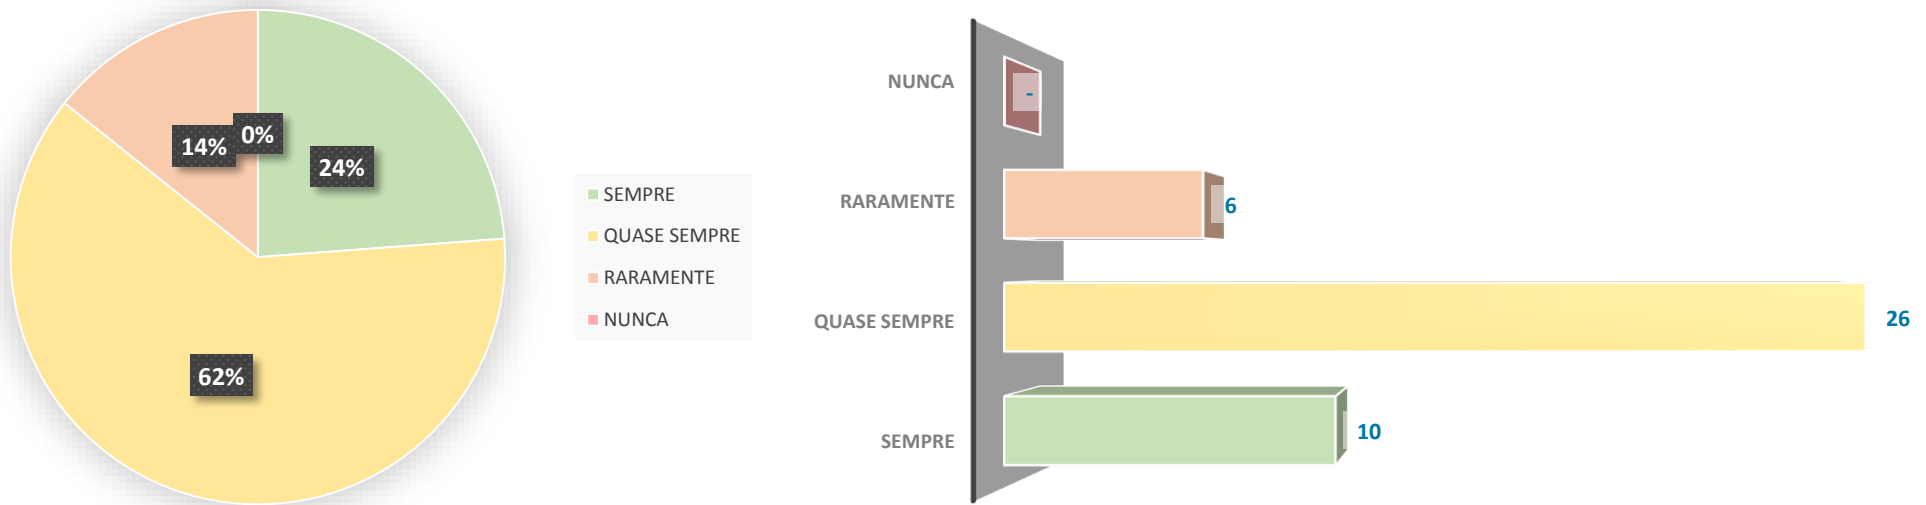 14%
0%
24%
62%
SEMPRE
QUASE SEMPRE
RARAMENTE
NUNCA
NUNCA
-
RARAMENTE
6
QUASE SEMPRE
26
SEMPRE
10